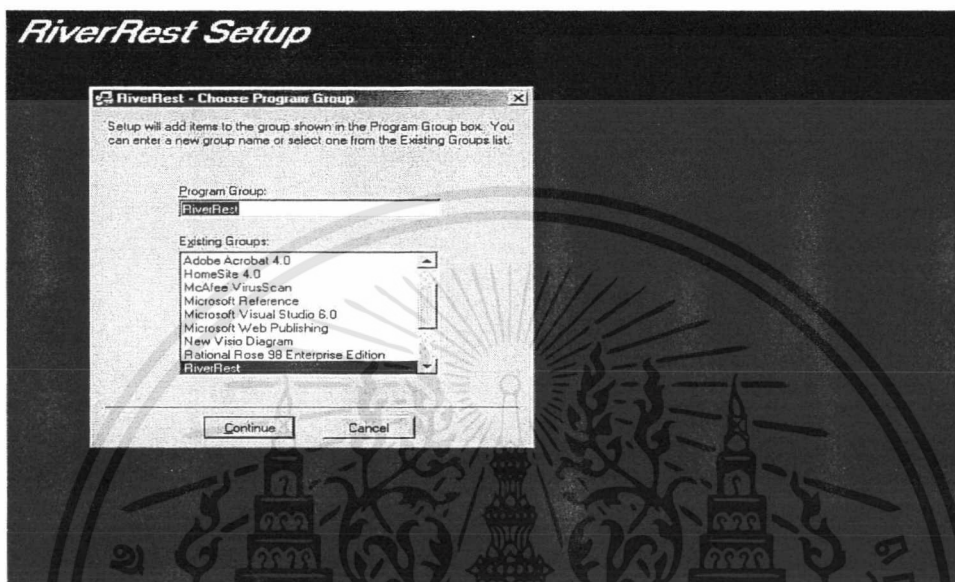 RiverRest Setup
RiverRest - Choose Program Group
Setup will add items to the group shown in the Program Group box. You
can enter a new group name or select one from the Existing Groups list.
Program Group:
RiverRest
Existing Groups:
Adobe Acrobat 4.0
HomeSite 4.0
McAfee VirusScan
Microsoft Reference
Microsoft Visual Studio 6.0
Microsoft Web Publishing
New Visio Diagram
Rational Rose 98 Enterprise Edition
RiverRest
Continue
Cancel